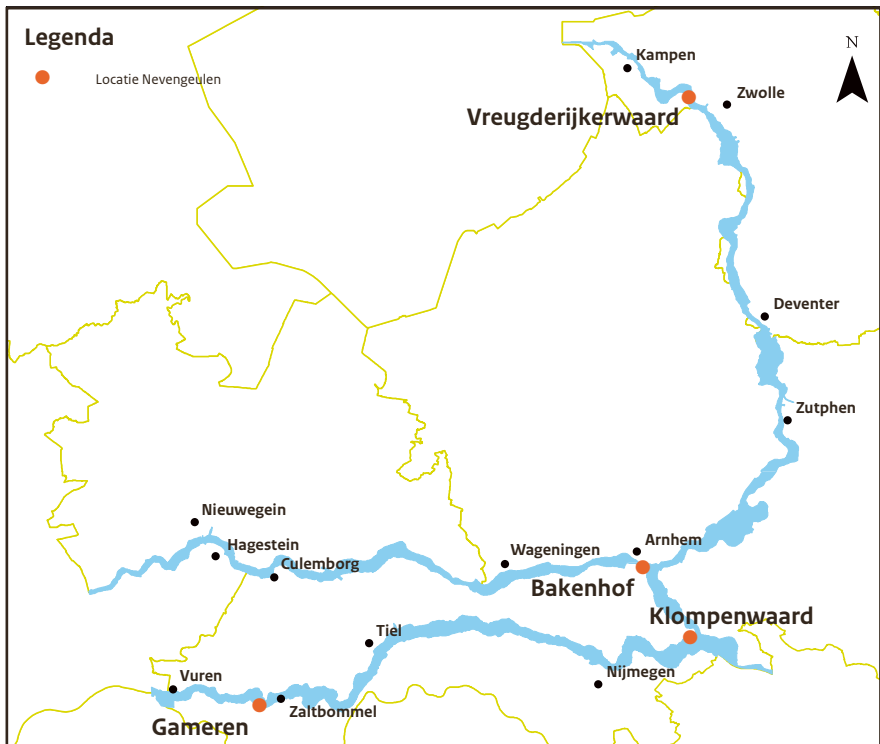 Legenda
Locatie Nevengeulen
N
Kampen
Zwolle
Vreugderijkerwaard
Deventer
Zutphen
Nieuwegein
Hagestein
Culemborg
Wageningen
Arnhem
Bakenhof
Klompenwaard
Tiel
Nijmegen
Vuren
Zaltbommel
Gameren